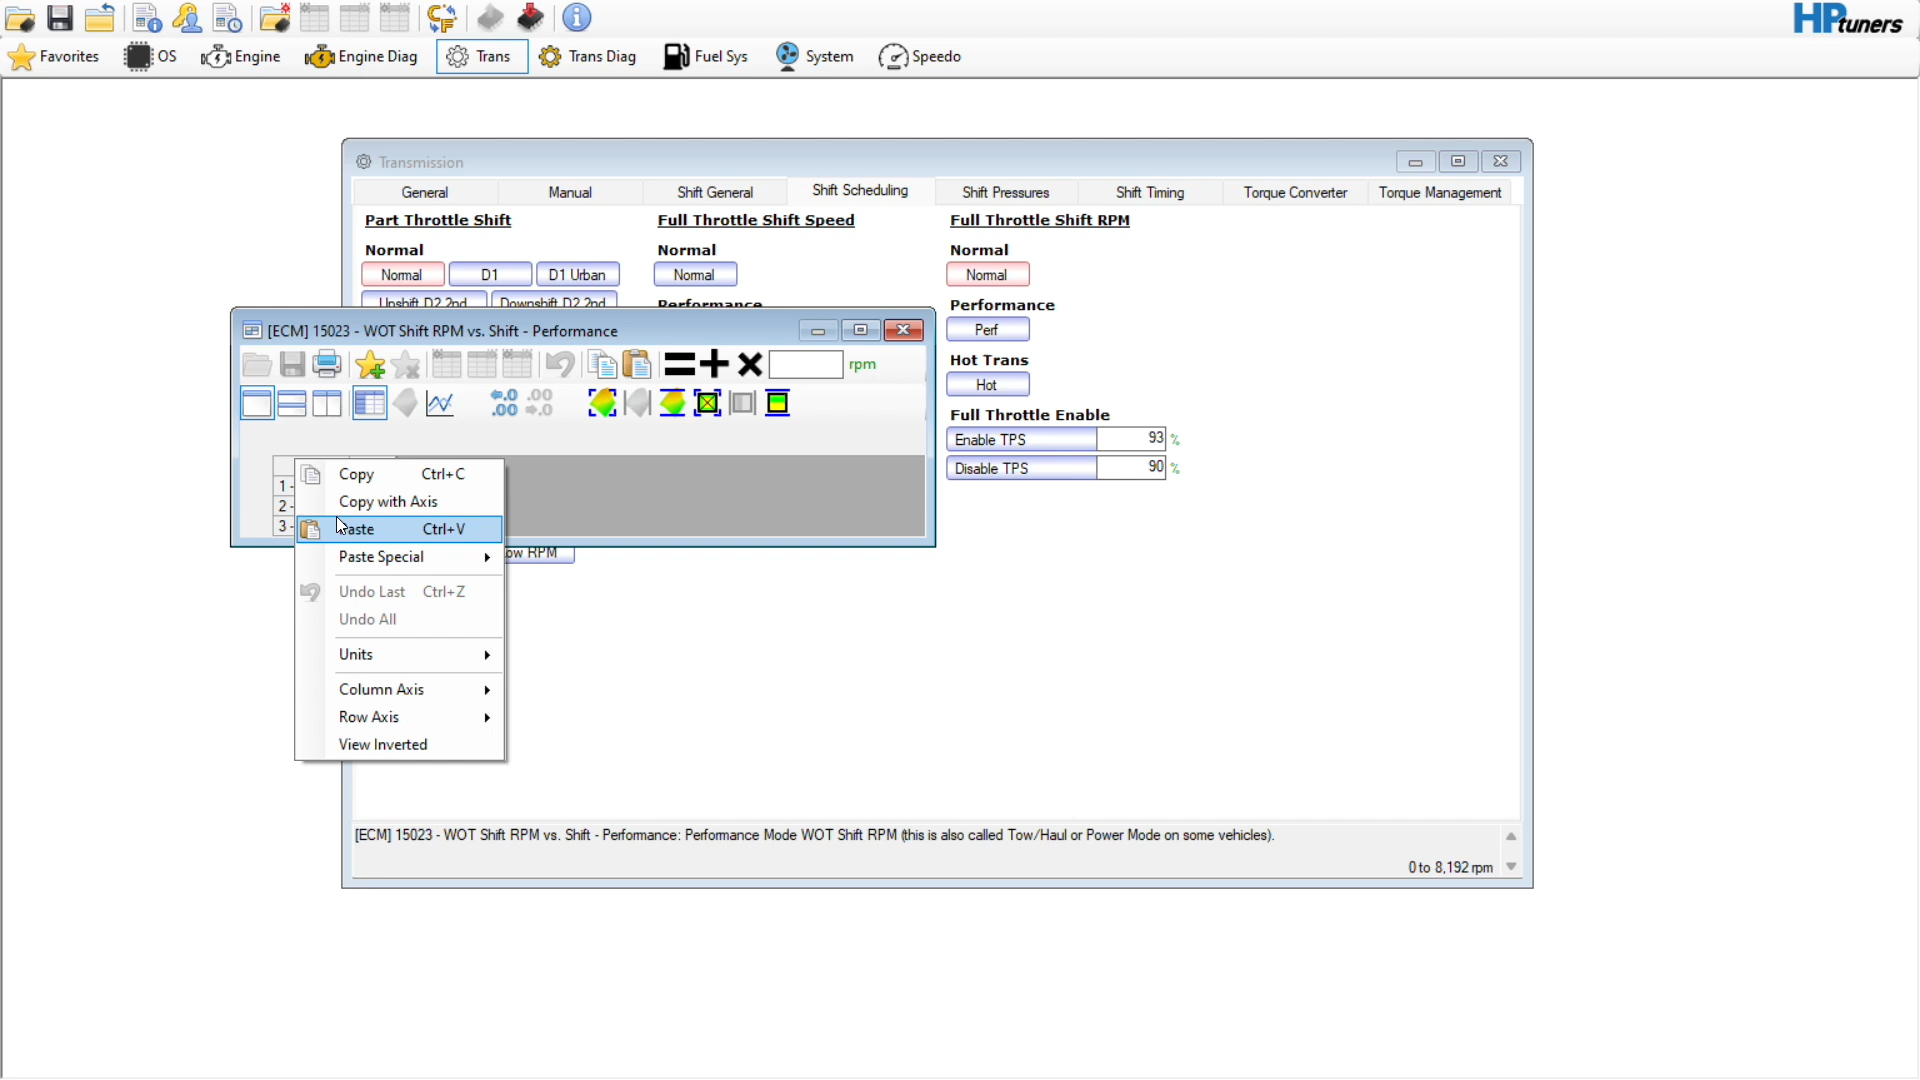 HPtuners
Favorites OS Engine Engine Diag Trans Trans Diag Fuel Sys System Speedo
Transmission
General Manual Shift General Shift Scheduling Shift Pressures Shift Timing Torque Converter Torque Management
Part Throttle Shift Full Throttle Shift Speed Full Throttle Shift RPM
Normal Normal Normal
Normal D1 D1 Urban Normal Normal
Upshift D2 2nd Downshift D2 2nd Performance Performance
[ECM] 15023 - WOT Shift RPM vs. Shift - Performance
Perf
rpm
Hot Trans
Hot
Full Throttle Enable
Enable TPS 93 %
Disable TPS 90 %
1 -
2 -
3 -
Copy Ctrl+C
Copy with Axis
Paste Ctrl+V
Paste Special
ow RPM
Undo Last Ctrl+Z
Undo All
Units
Column Axis
Row Axis
View Inverted
[ECM] 15023 - WOT Shift RPM vs. Shift - Performance: Performance Mode WOT Shift RPM (this is also called Tow/Haul or Power Mode on some vehicles).
0 to 8,192 rpm